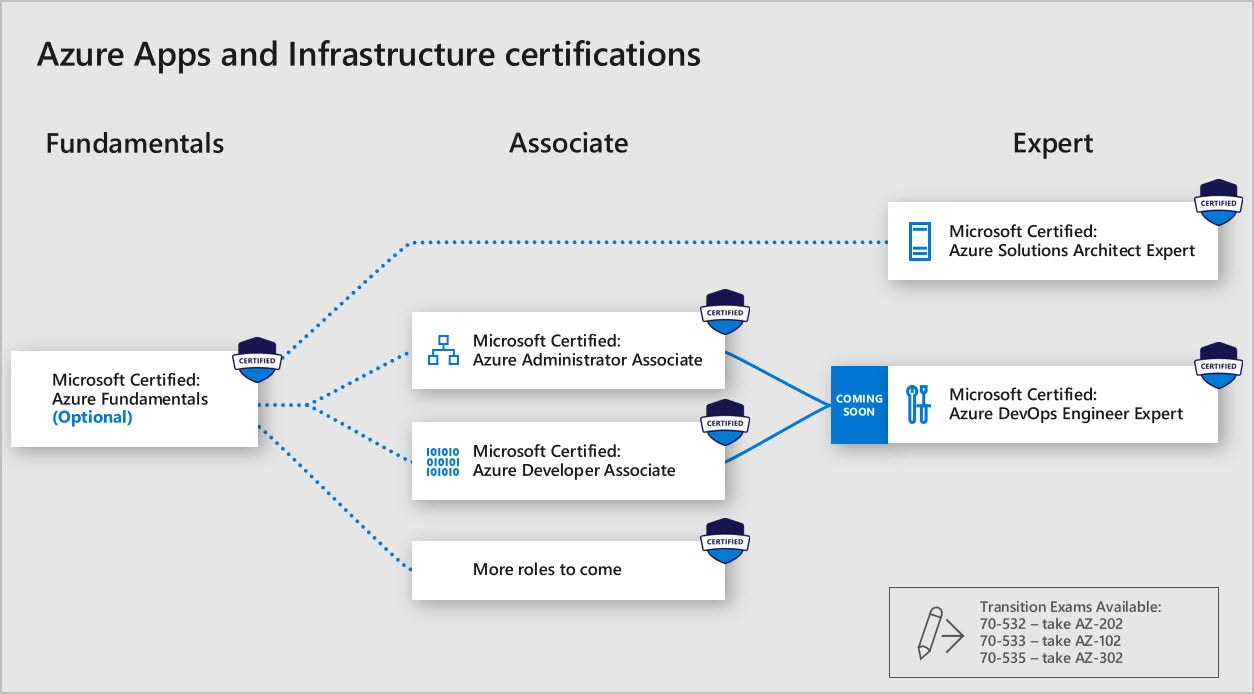 Azure Apps and Infrastructure certifications
Fundamentals
Associate
Expert
CERTIFIED
Microsoft Certified:
Azure Solutions Architect Expert
CERTIFIED
Microsoft Certified:
Azure Administrator Associate
CERTIFIED
Microsoft Certified:
Azure Fundamentals
(Optional)
CERTIFIED
COMING
SOON
Microsoft Certified:
Azure DevOps Engineer Expert
CERTIFIED
101010
010101
101010
Microsoft Certified:
Azure Developer Associate
CERTIFIED
More roles to come
Transition Exams Available:
70-532 – take AZ-202
70-533 – take AZ-102
70-535 – take AZ-302